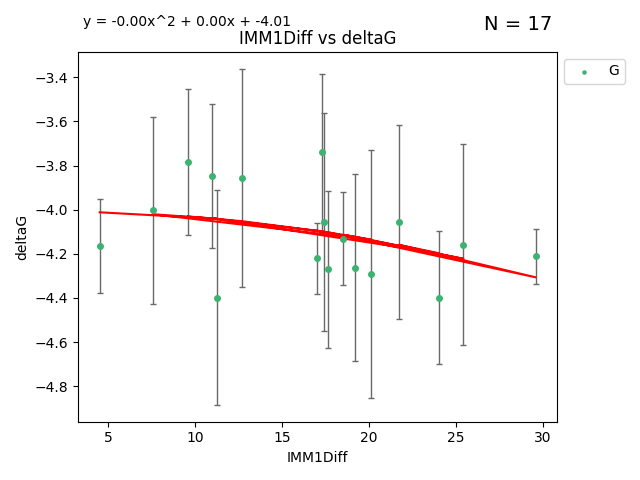 y = -0.00x^2 + 0.00x + -4.01
N = 17
IMM1Diff vs deltaG
G
deltaG
−3.4
−3.6
−3.8
−4.0
−4.2
−4.4
−4.6
−4.8
5 10 15 20 25 30
IMM1Diff